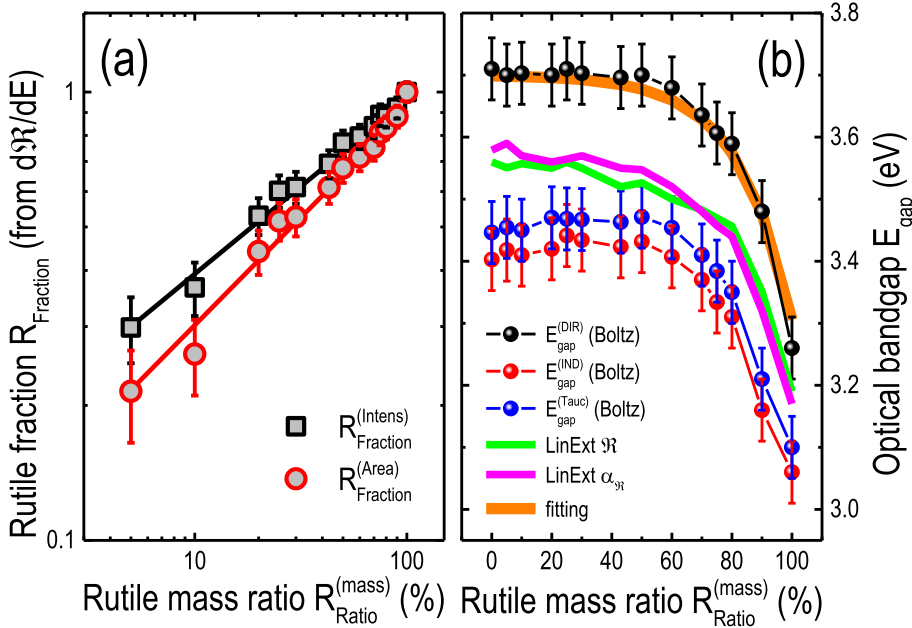 (a)
Rutile fraction R_Fraction (from dℜ/dE)
1
0.1
10
100
Rutile mass ratio R_Ratio^(mass) (%)
R_Fraction^(Intens)
R_Fraction^(Area)
(b)
Optical bandgap E_gap (eV)
3.8
3.6
3.4
3.2
3.0
0 20 40 60 80 100
Rutile mass ratio R_Ratio^(mass) (%)
E_gap^(DIR) (Boltz)
E_gap^(IND) (Boltz)
E_gap^(Tauc) (Boltz)
LinExt ℜ
LinExt α_ℜ
fitting